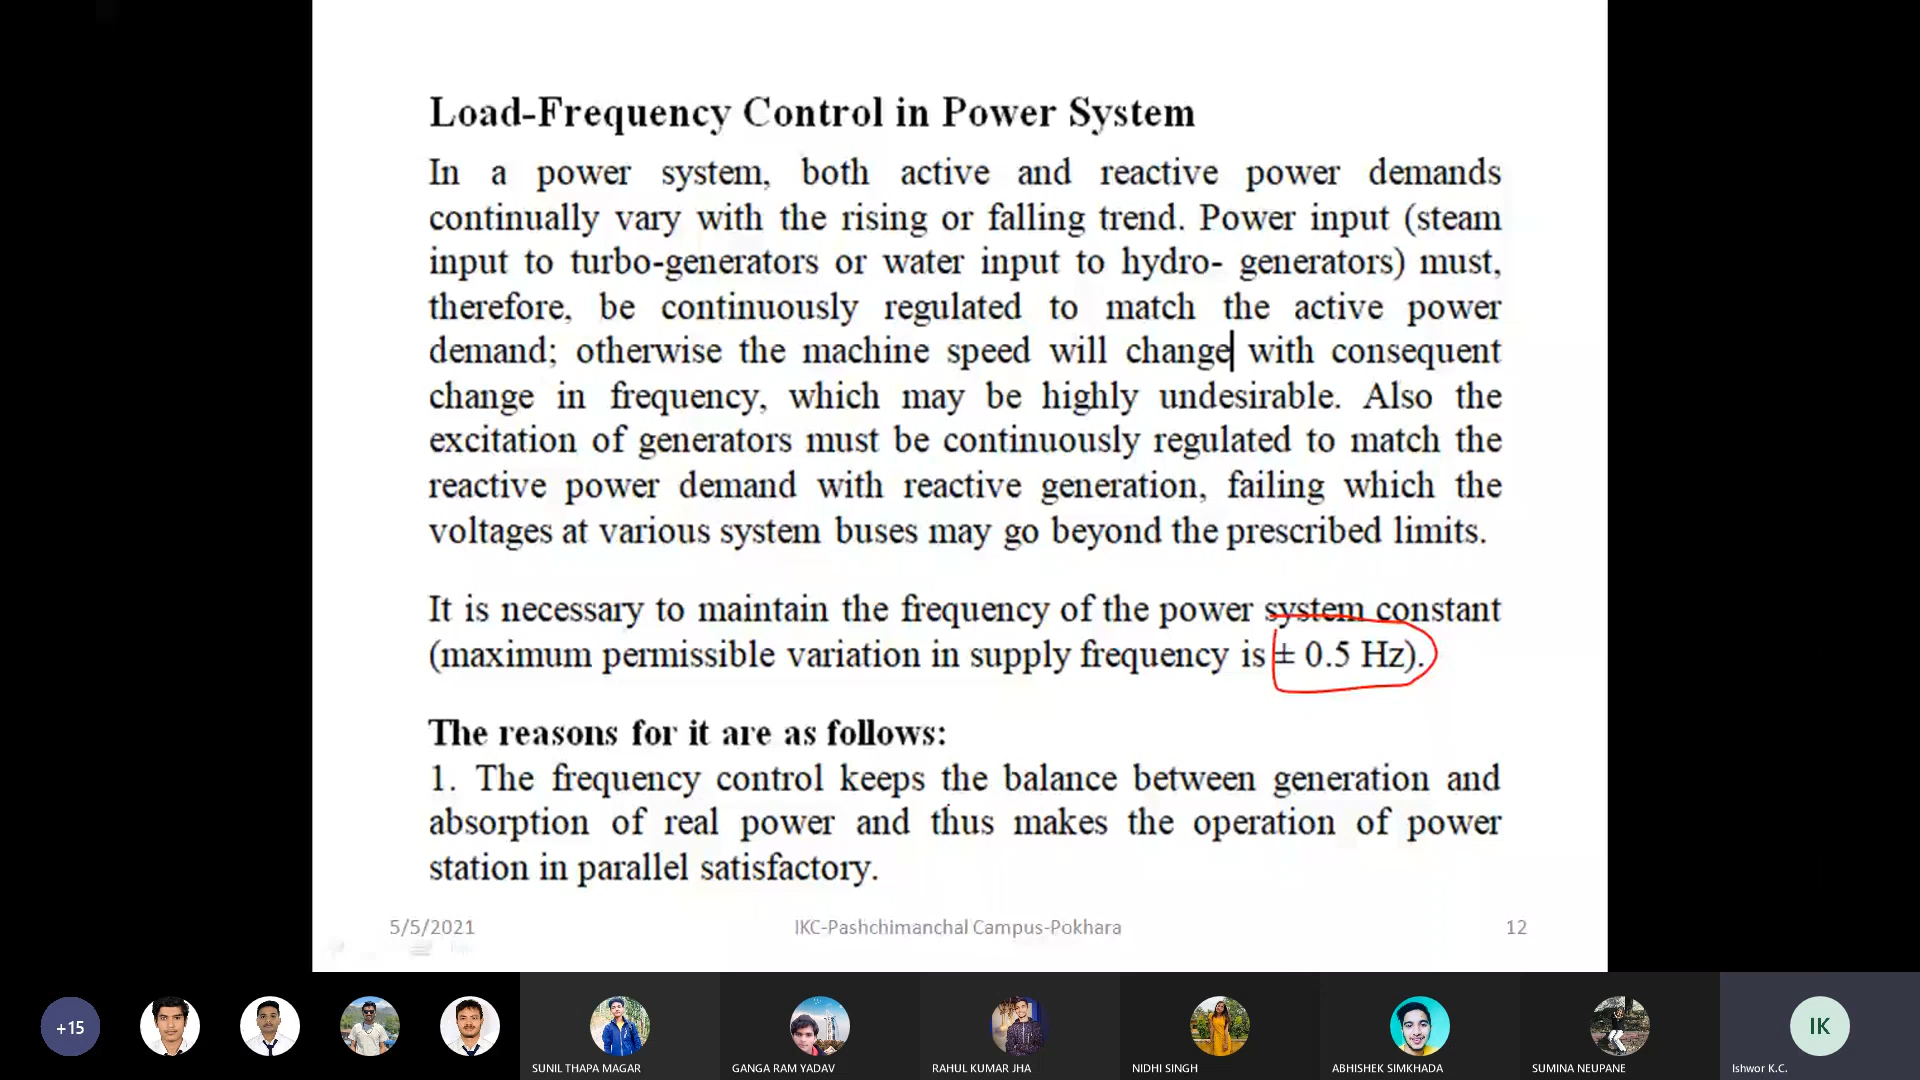 Load-Frequency Control in Power System
In a power system, both active and reactive power demands
continually vary with the rising or falling trend. Power input (steam
input to turbo-generators or water input to hydro- generators) must,
therefore, be continuously regulated to match the active power
demand; otherwise the machine speed will change with consequent
change in frequency, which may be highly undesirable. Also the
excitation of generators must be continuously regulated to match the
reactive power demand with reactive generation, failing which the
voltages at various system buses may go beyond the prescribed limits.
It is necessary to maintain the frequency of the power system constant
(maximum permissible variation in supply frequency is ± 0.5 Hz).
The reasons for it are as follows:
1. The frequency control keeps the balance between generation and
absorption of real power and thus makes the operation of power
station in parallel satisfactory.
5/5/2021 IKC-Pashchimanchal Campus-Pokhara 12
+15 IK
SUNIL THAPA MAGAR GANGA RAM YADAV RAHUL KUMAR JHA NIDHI SINGH ABHISHEK SIMKHADA SUMINA NEUPANE Ishwor K.C.